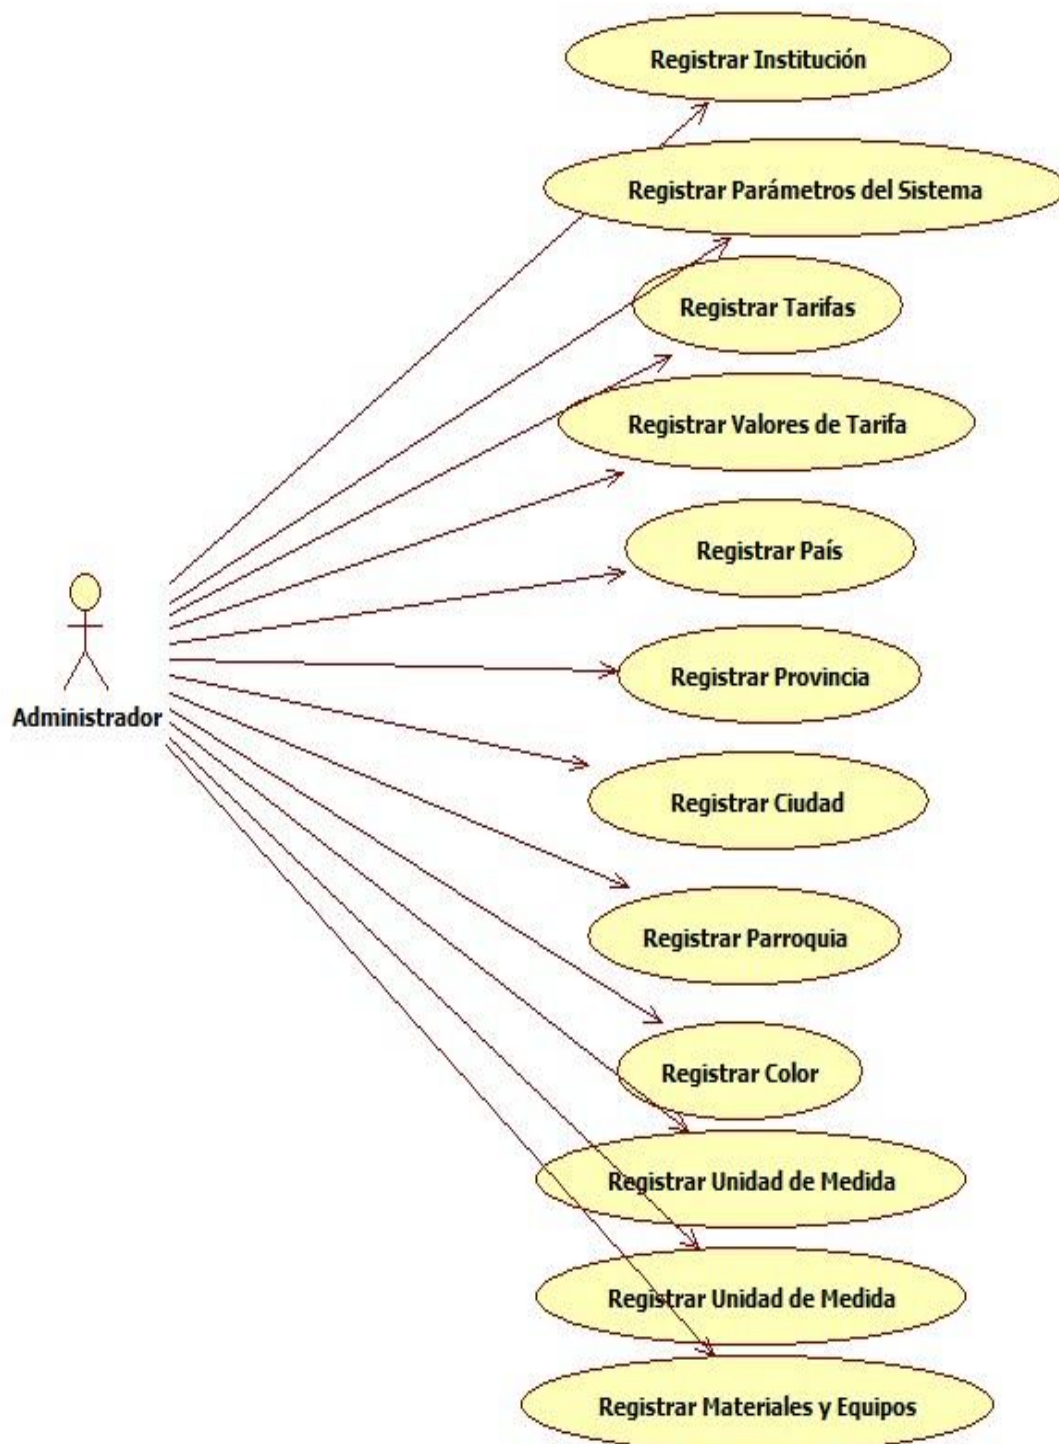 Registrar Institución
Registrar Parámetros del Sistema
Registrar Tarifas
Registrar Valores de Tarifa
Registrar País
Registrar Provincia
Administrador
Registrar Ciudad
Registrar Parroquia
Registrar Color
Registrar Unidad de Medida
Registrar Unidad de Medida
Registrar Materiales y Equipos